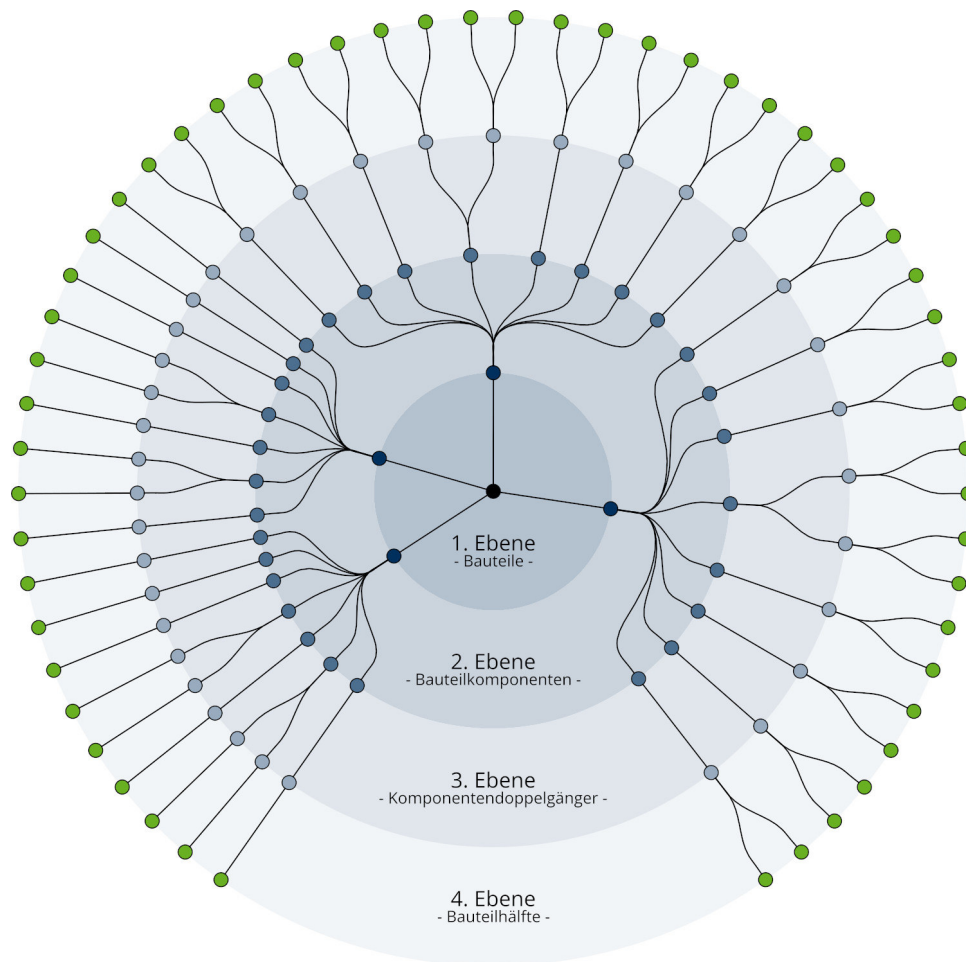 1. Ebene
- Bauteile -
2. Ebene
- Bauteilkomponenten -
3. Ebene
- Komponentendoppelgänger -
4. Ebene
- Bauteilhälfte -